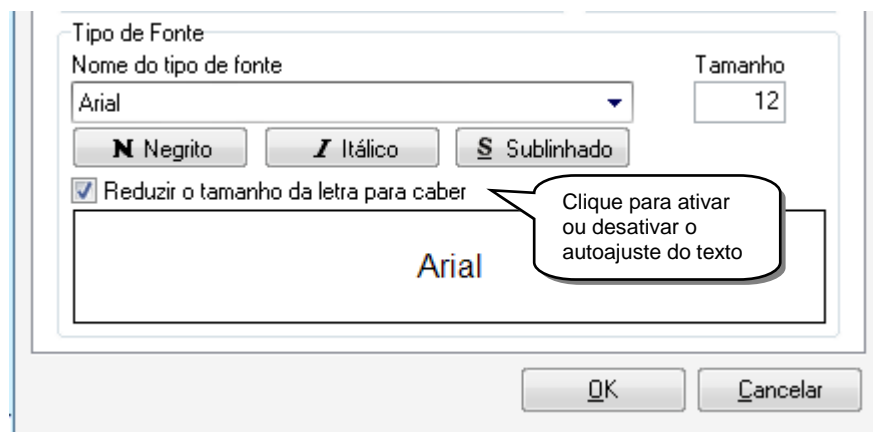 Tipo de Fonte
Nome do tipo de fonte
Tamanho
Arial
12
N Negrito
I Itálico
S Sublinhado
Reduzir o tamanho da letra para caber
Clique para ativar
ou desativar o
autoajuste do texto
Arial
OK
Cancelar